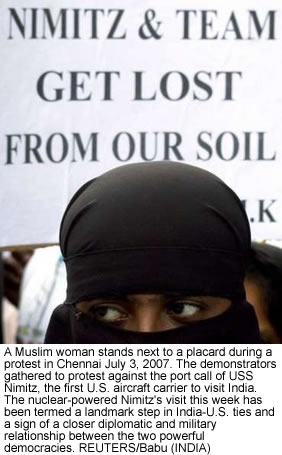 NIMITZ & TEAM
GET LOST
FROM OUR SOIL
.K
A Muslim woman stands next to a placard during a
protest in Chennai July 3, 2007. The demonstrators
gathered to protest against the port call of USS
Nimitz, the first U.S. aircraft carrier to visit India.
The nuclear-powered Nimitz's visit this week has
been termed a landmark step in India-U.S. ties and
a sign of a closer diplomatic and military
relationship between the two powerful
democracies. REUTERS/Babu (INDIA)